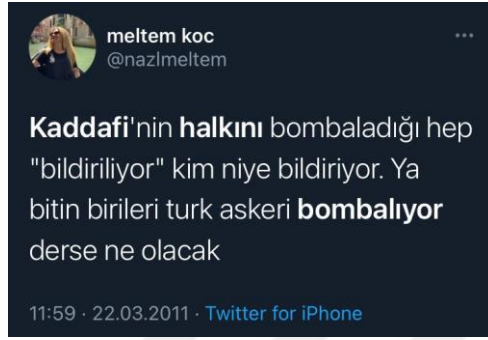 meltem koc
@nazlmeltem
Kaddafi'nin halkını bombaladığı hep
"bildiriliyor" kim niye bildiriyor. Ya
bitin birileri turk askeri bombalıyor
derse ne olacak
11:59 · 22.03.2011 · Twitter for iPhone